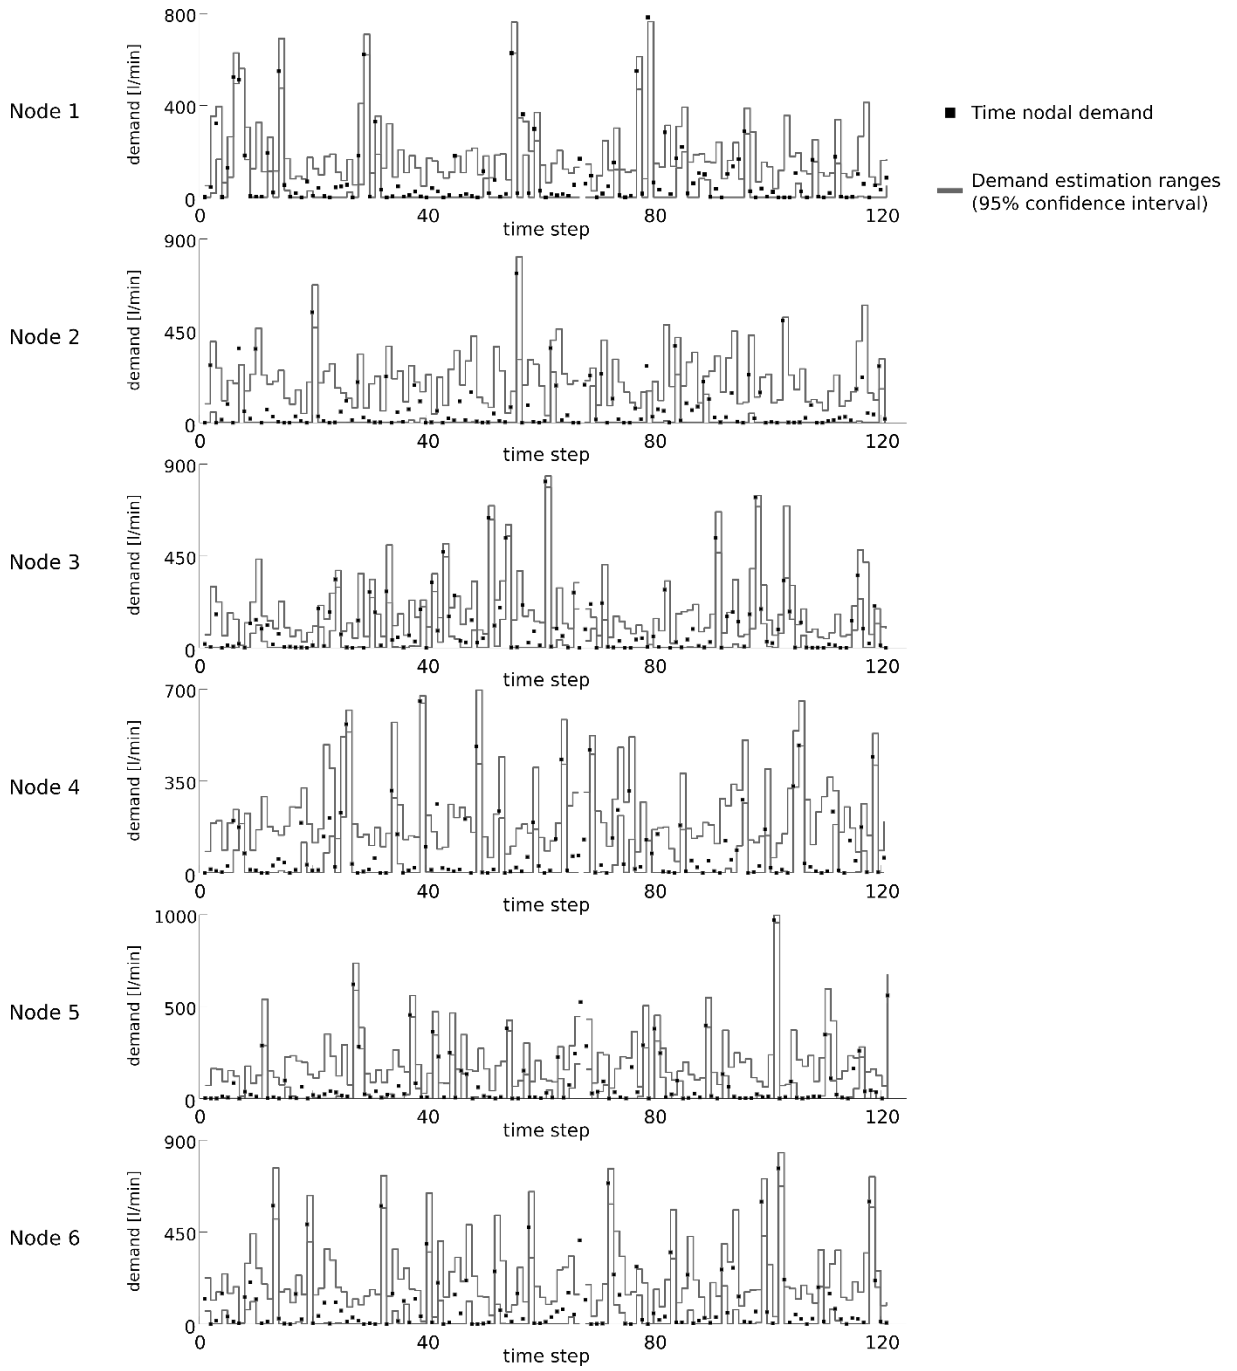 800
400
0
demand [l/min]
Node 1
0
40
80
120
time step
Time nodal demand
Demand estimation ranges
(95% confidence interval)
900
450
0
demand [l/min]
Node 2
0
40
80
120
time step
900
450
0
demand [l/min]
Node 3
0
40
80
120
time step
700
350
0
demand [l/min]
Node 4
0
40
80
120
time step
1000
500
0
demand [l/min]
Node 5
0
40
80
120
time step
900
450
0
demand [l/min]
Node 6
0
40
80
120
time step